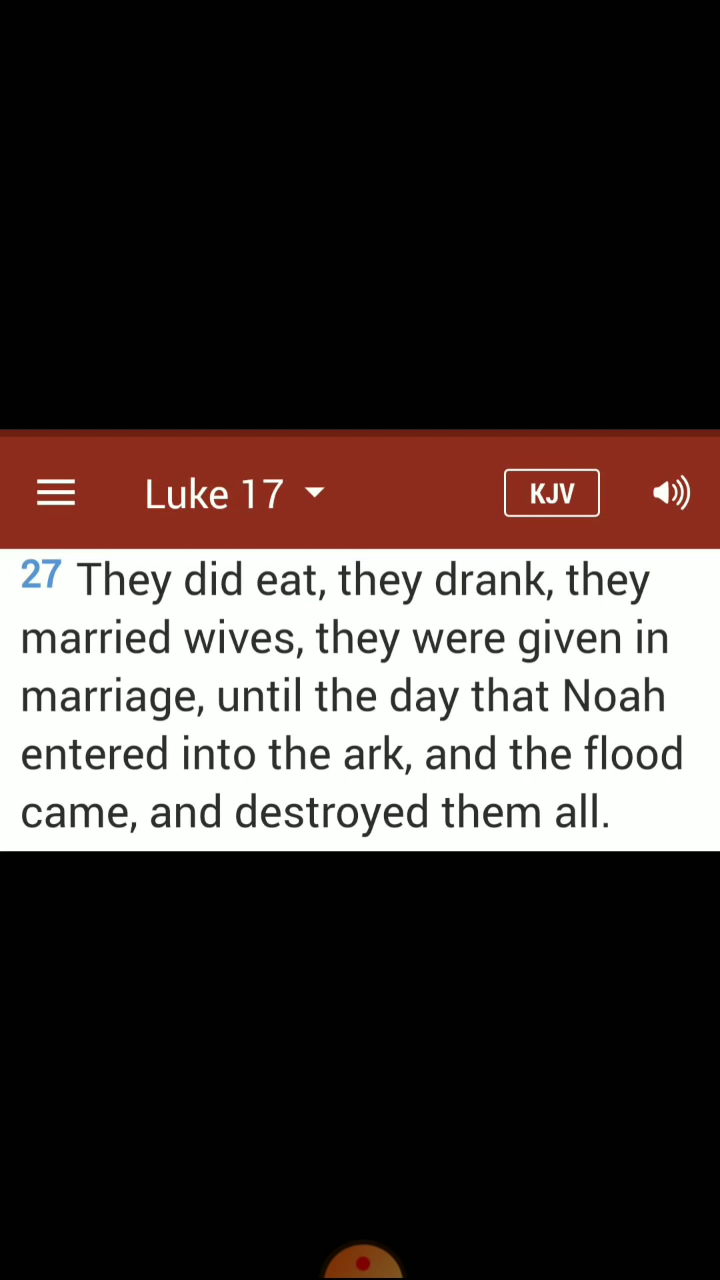 Luke 17
KJV
27 They did eat, they drank, they
married wives, they were given in
marriage, until the day that Noah
entered into the ark, and the flood
came, and destroyed them all.